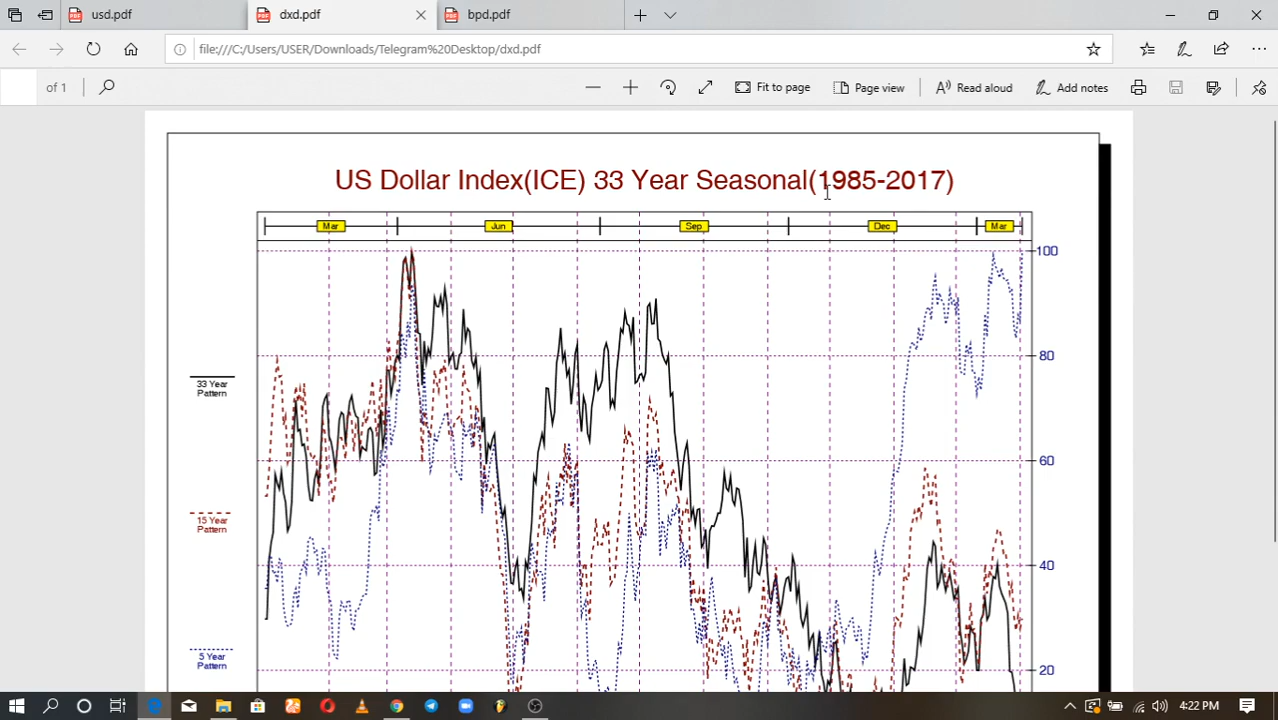 usd.pdf
dxd.pdf
bpd.pdf
file:///C:/Users/USER/Downloads/Telegram%20Desktop/dxd.pdf
of 1
Fit to page
Page view
Read aloud
Add notes
US Dollar Index(ICE) 33 Year Seasonal(1985-2017)
Mar Jun Sep Dec Mar
100
80
33 Year
Pattern
60
15 Year
Pattern
40
5 Year
Pattern
20
4:22 PM